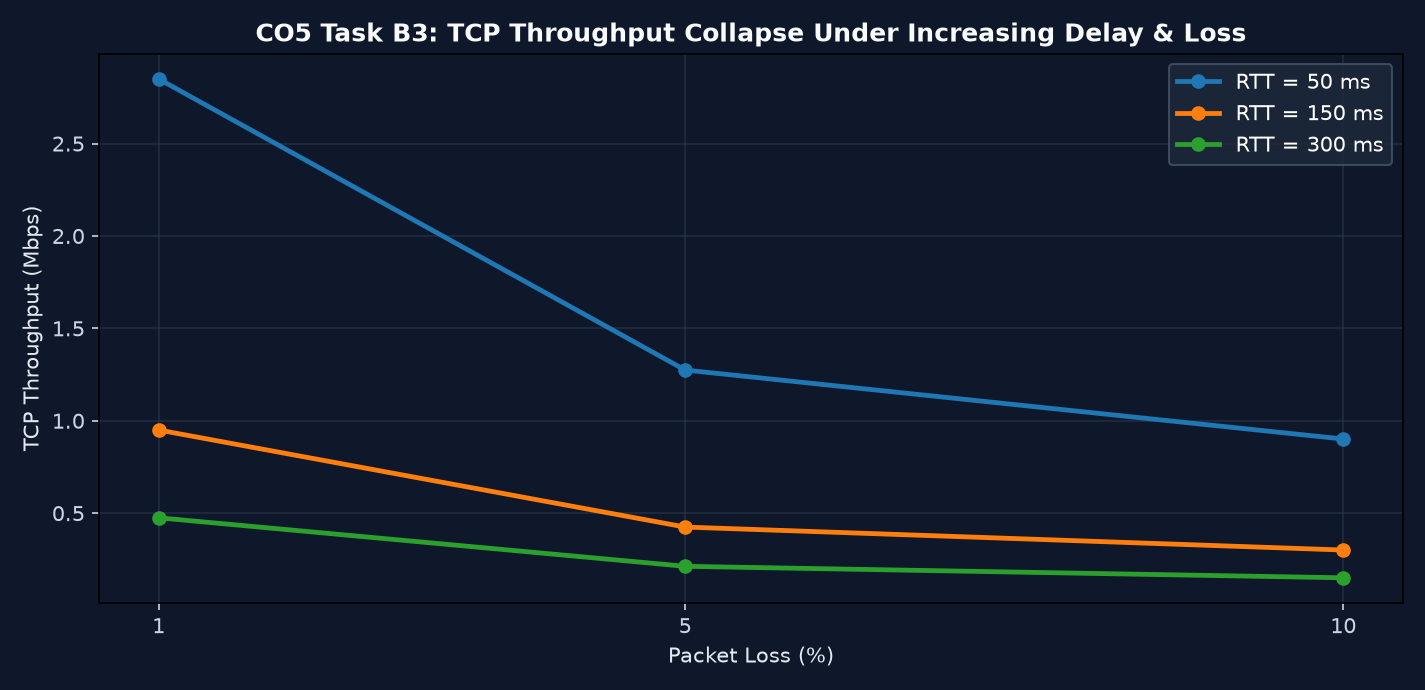 CO5 Task B3: TCP Throughput Collapse Under Increasing Delay & Loss
RTT = 50 ms
RTT = 150 ms
RTT = 300 ms
TCP Throughput (Mbps)
2.5
2.0
1.5
1.0
0.5
1
5
10
Packet Loss (%)